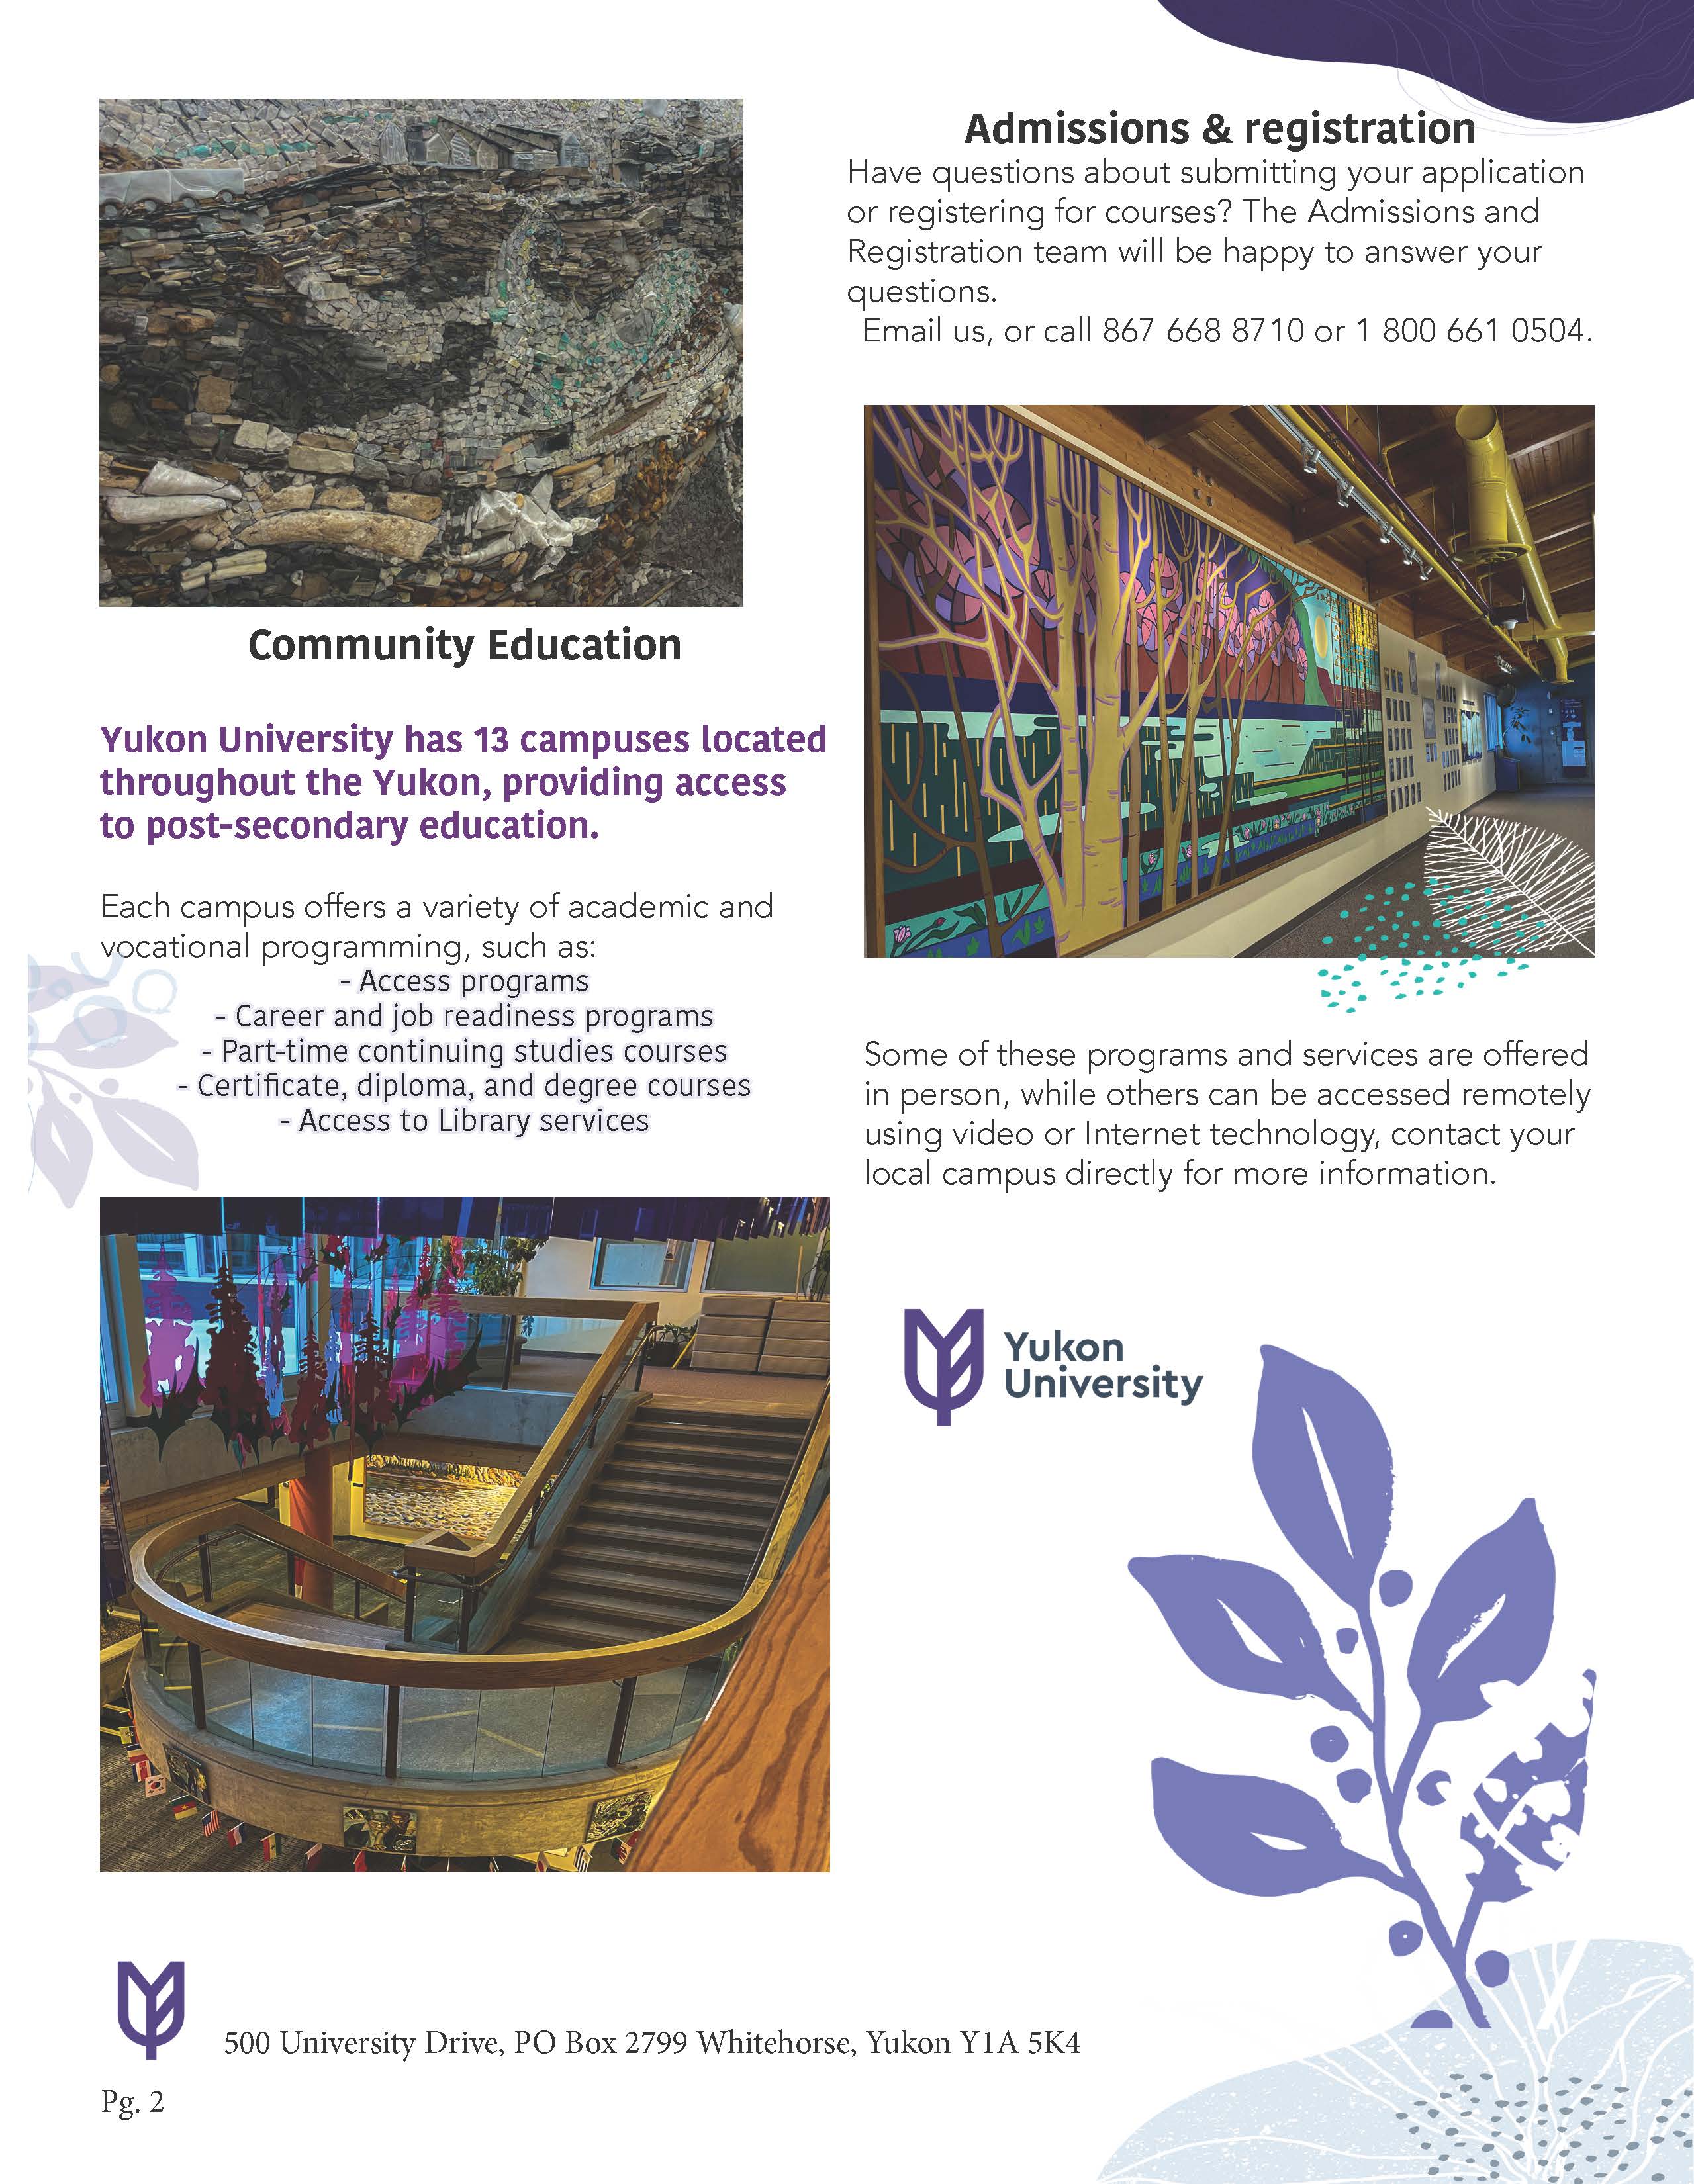 Community Education
Yukon University has 13 campuses located
throughout the Yukon, providing access
to post-secondary education.
Each campus offers a variety of academic and
vocational programming, such as:
- Access programs
- Career and job readiness programs
- Part-time continuing studies courses
- Certificate, diploma, and degree courses
- Access to Library services
Admissions & registration
Have questions about submitting your application
or registering for courses? The Admissions and
Registration team will be happy to answer your
questions.
Email us, or call 867 668 8710 or 1 800 661 0504.
Some of these programs and services are offered
in person, while others can be accessed remotely
using video or Internet technology, contact your
local campus directly for more information.
Yukon
University
500 University Drive, PO Box 2799 Whitehorse, Yukon Y1A 5K4
Pg. 2